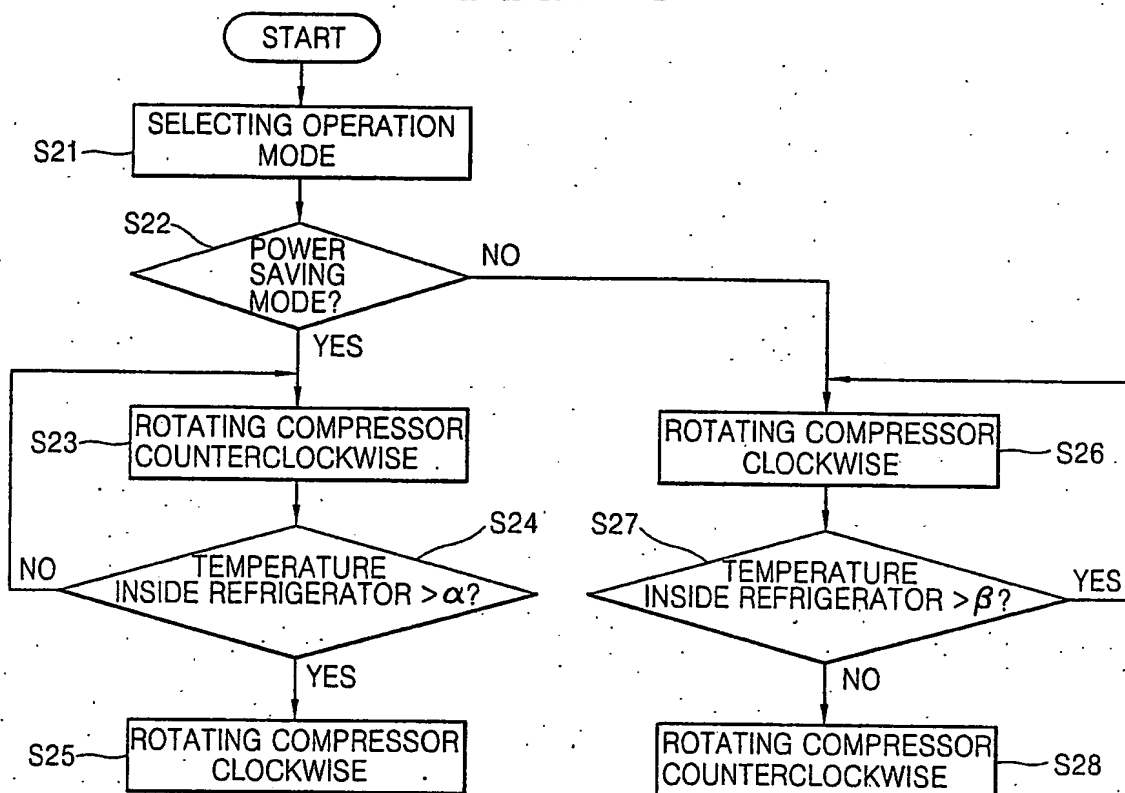 START
SELECTING OPERATION
MODE
S21
S22
POWER
SAVING
MODE?
NO
YES
S23
ROTATING COMPRESSOR
COUNTERCLOCKWISE
ROTATING COMPRESSOR
CLOCKWISE
S26
S24
S27
NO
TEMPERATURE
INSIDE REFRIGERATOR > α?
TEMPERATURE
INSIDE REFRIGERATOR > β?
YES
YES
NO
S25
ROTATING COMPRESSOR
CLOCKWISE
ROTATING COMPRESSOR
COUNTERCLOCKWISE
S28